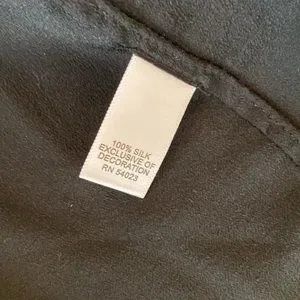 100% SILK
EXCLUSIVE OF
DECORATION
RN 54023